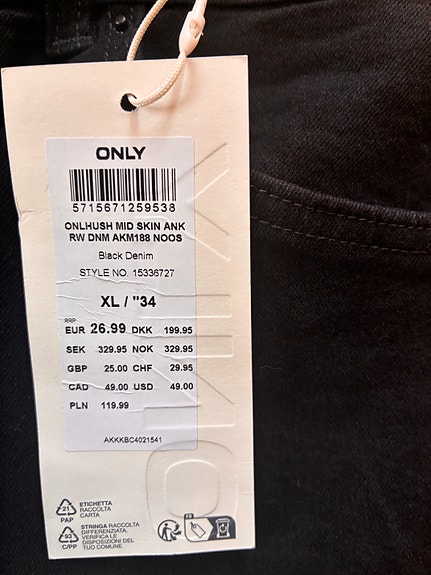 ONLY
5715671259538
ONLHUSH MID SKIN ANK
RW DNM AKM188 NOOS
Black Denim
STYLE NO. 15336727
XL / "34
RRP
EUR 26.99 DKK 199.95
SEK 329.95 NOK 329.95
GBP 25.00 CHF 29.95
CAD 49.00 USD 49.00
PLN 119.99
AKKKBC4021541
21
PAP
ETICHETTA
RACCOLTA
CARTA
93
C/PP
STRINGA RACCOLTA
DIFFERENZIATA.
VERIFICA LE
DISPOSIZIONI DEL
TUO COMUNE
FR
ONLY